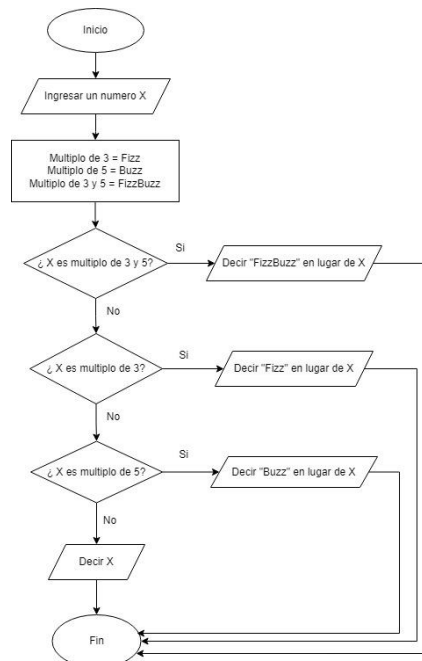 Inicio
Ingresar un numero X
Multiplo de 3 = Fizz
Multiplo de 5 = Buzz
Multiplo de 3 y 5 = FizzBuzz
¿ X es multiplo de 3 y 5?
Si
Decir "FizzBuzz" en lugar de X
No
¿ X es multiplo de 3?
Si
Decir "Fizz" en lugar de X
No
¿ X es multiplo de 5?
Si
Decir "Buzz" en lugar de X
No
Decir X
Fin